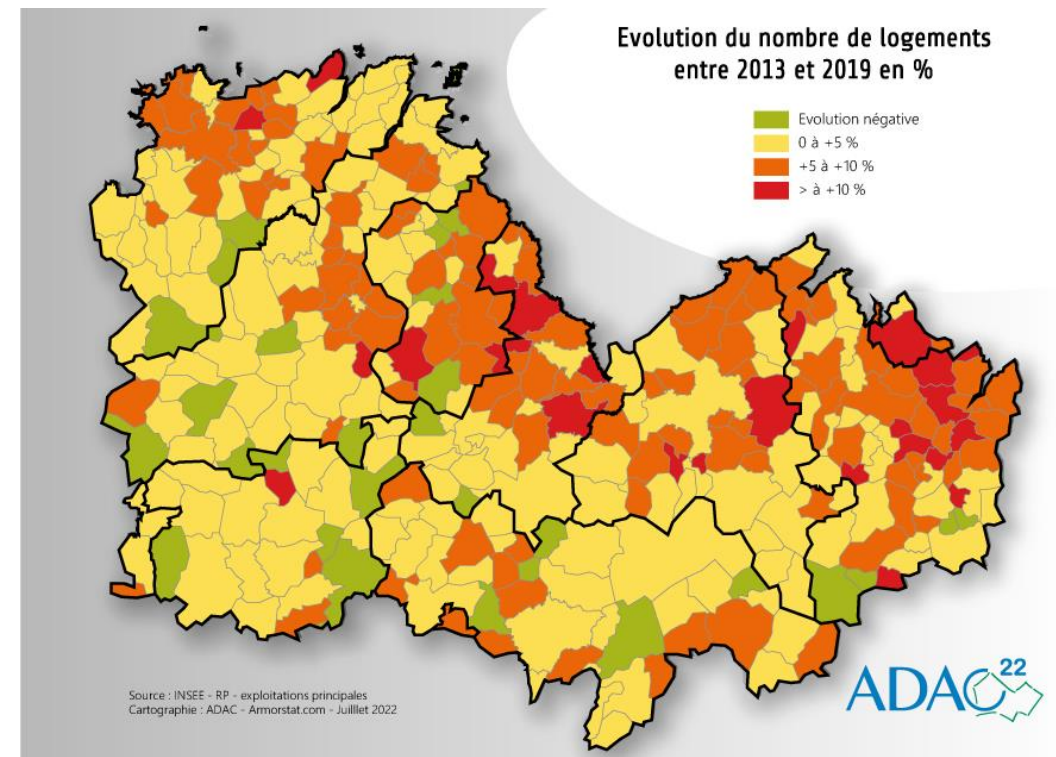 Evolution du nombre de logements
entre 2013 et 2019 en %
Evolution négative
0 à +5 %
+5 à +10 %
> à +10 %
Source : INSEE - RP - exploitations principales
Cartographie : ADAC - Armorstat.com - Juilllet 2022
ADAC 22